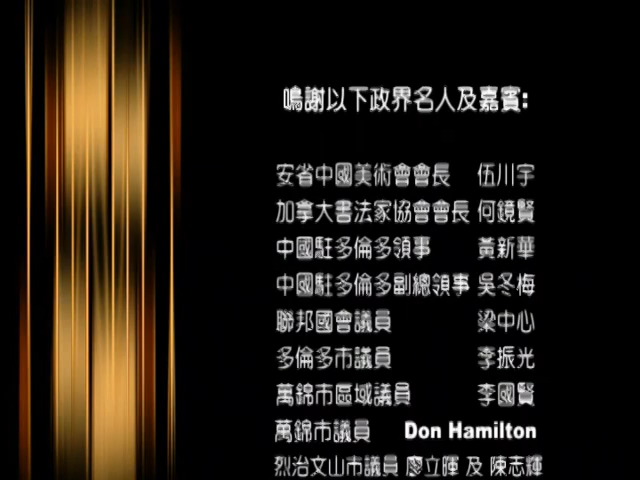 鳴謝以下政界名人及嘉賓:
安省中國美術會會長 伍川宇
加拿大書法家協會會長 何鏡賢
中國駐多倫多領事 黃新華
中國駐多倫多副總領事 吳冬梅
聯邦國會議員 梁中心
多倫多市議員 李振光
萬錦市區域議員 李國賢
萬錦市議員 Don Hamilton
烈治文山市議員 廖立暉 及 陳志輝